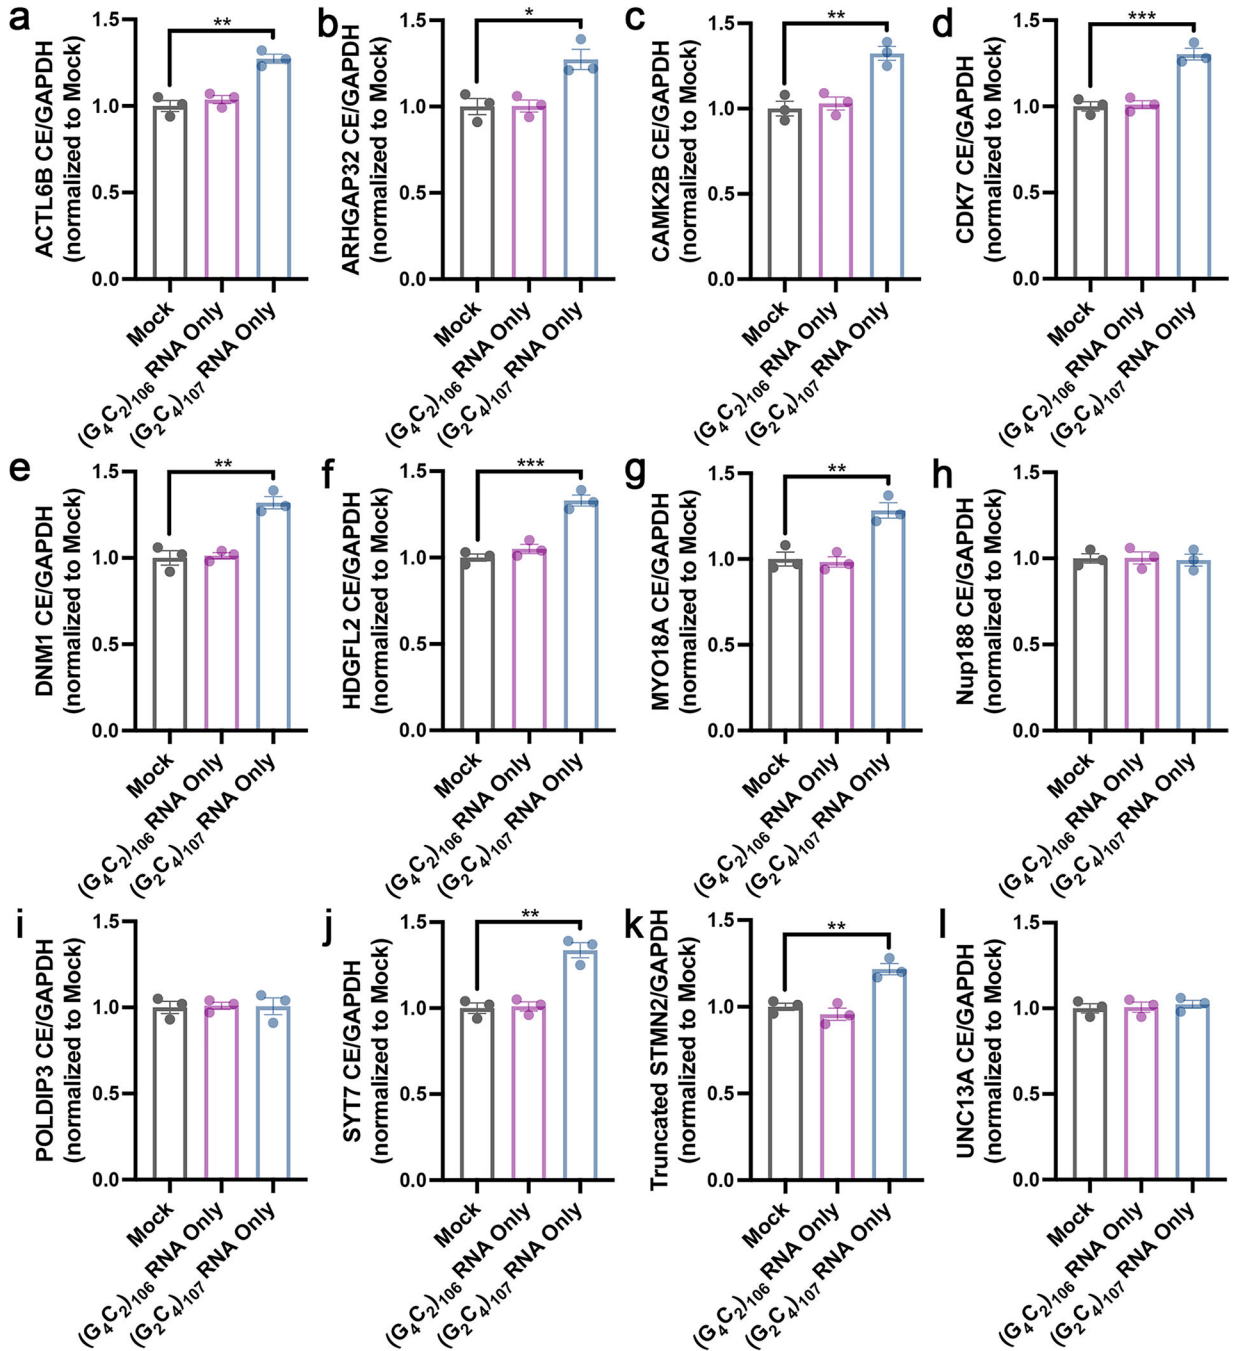 a
ACTL6B CE/GAPDH
(normalized to Mock)
1.5
1.0
0.5
0.0
**
Mock
(G₄C₂)₁₀₆ RNA Only
(G₂C₄)₁₀₇ RNA Only
b
ARHGAP32 CE/GAPDH
(normalized to Mock)
1.5
1.0
0.5
0.0
*
Mock
(G₄C₂)₁₀₆ RNA Only
(G₂C₄)₁₀₇ RNA Only
c
CAMK2B CE/GAPDH
(normalized to Mock)
1.5
1.0
0.5
0.0
**
Mock
(G₄C₂)₁₀₆ RNA Only
(G₂C₄)₁₀₇ RNA Only
d
CDK7 CE/GAPDH
(normalized to Mock)
1.5
1.0
0.5
0.0
***
Mock
(G₄C₂)₁₀₆ RNA Only
(G₂C₄)₁₀₇ RNA Only
e
DNM1 CE/GAPDH
(normalized to Mock)
1.5
1.0
0.5
0.0
**
Mock
(G₄C₂)₁₀₆ RNA Only
(G₂C₄)₁₀₇ RNA Only
f
HDGFL2 CE/GAPDH
(normalized to Mock)
1.5
1.0
0.5
0.0
***
Mock
(G₄C₂)₁₀₆ RNA Only
(G₂C₄)₁₀₇ RNA Only
g
MYO18A CE/GAPDH
(normalized to Mock)
1.5
1.0
0.5
0.0
**
Mock
(G₄C₂)₁₀₆ RNA Only
(G₂C₄)₁₀₇ RNA Only
h
Nup188 CE/GAPDH
(normalized to Mock)
1.5
1.0
0.5
0.0
Mock
(G₄C₂)₁₀₆ RNA Only
(G₂C₄)₁₀₇ RNA Only
i
POLDIP3 CE/GAPDH
(normalized to Mock)
1.5
1.0
0.5
0.0
Mock
(G₄C₂)₁₀₆ RNA Only
(G₂C₄)₁₀₇ RNA Only
j
SYT7 CE/GAPDH
(normalized to Mock)
1.5
1.0
0.5
0.0
**
Mock
(G₄C₂)₁₀₆ RNA Only
(G₂C₄)₁₀₇ RNA Only
k
Truncated STMN2/GAPDH
(normalized to Mock)
1.5
1.0
0.5
0.0
**
Mock
(G₄C₂)₁₀₆ RNA Only
(G₂C₄)₁₀₇ RNA Only
l
UNC13A CE/GAPDH
(normalized to Mock)
1.5
1.0
0.5
0.0
Mock
(G₄C₂)₁₀₆ RNA Only
(G₂C₄)₁₀₇ RNA Only